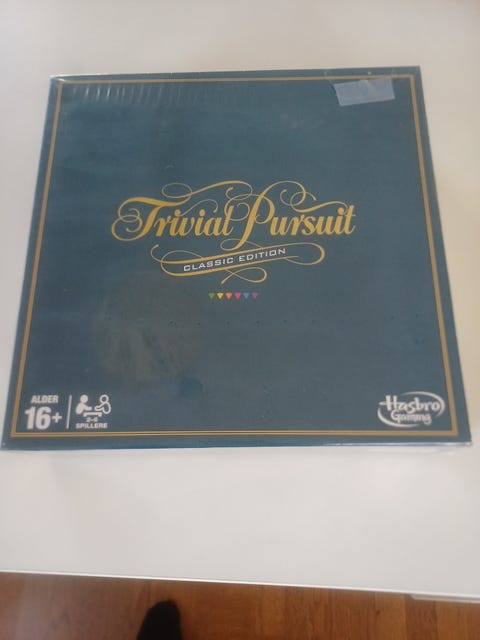 Trivial Pursuit
CLASSIC EDITION
ALDER
16+
2-6
SPILLERE
Hasbro
Gaming